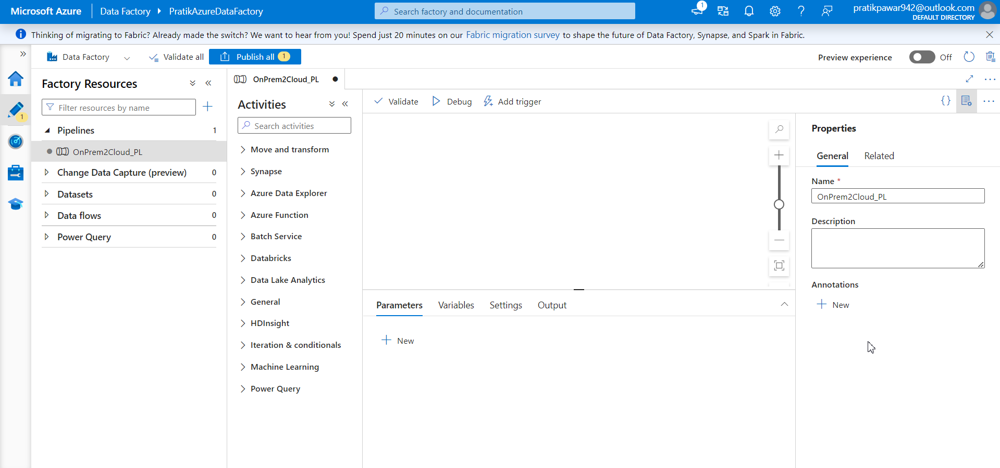 Microsoft Azure
Data Factory
PratikAzureDataFactory
Search factory and documentation
1
pratikpawar942@outlook.com
DEFAULT DIRECTORY
Thinking of migrating to Fabric? Already made the switch? We want to hear from you! Spend just 20 minutes on our Fabric migration survey to shape the future of Data Factory, Synapse, and Spark in Fabric.
Data Factory
Validate all
Publish all 1
Preview experience
Off
1
Factory Resources
Filter resources by name
Pipelines 1
OnPrem2Cloud_PL
Change Data Capture (preview) 0
Datasets 0
Data flows 0
Power Query 0
OnPrem2Cloud_PL
Activities
Search activities
Move and transform
Synapse
Azure Data Explorer
Azure Function
Batch Service
Databricks
Data Lake Analytics
General
HDInsight
Iteration & conditionals
Machine Learning
Power Query
Validate
Debug
Add trigger
Parameters
Variables
Settings
Output
New
Properties
General
Related
Name *
OnPrem2Cloud_PL
Description
Annotations
New